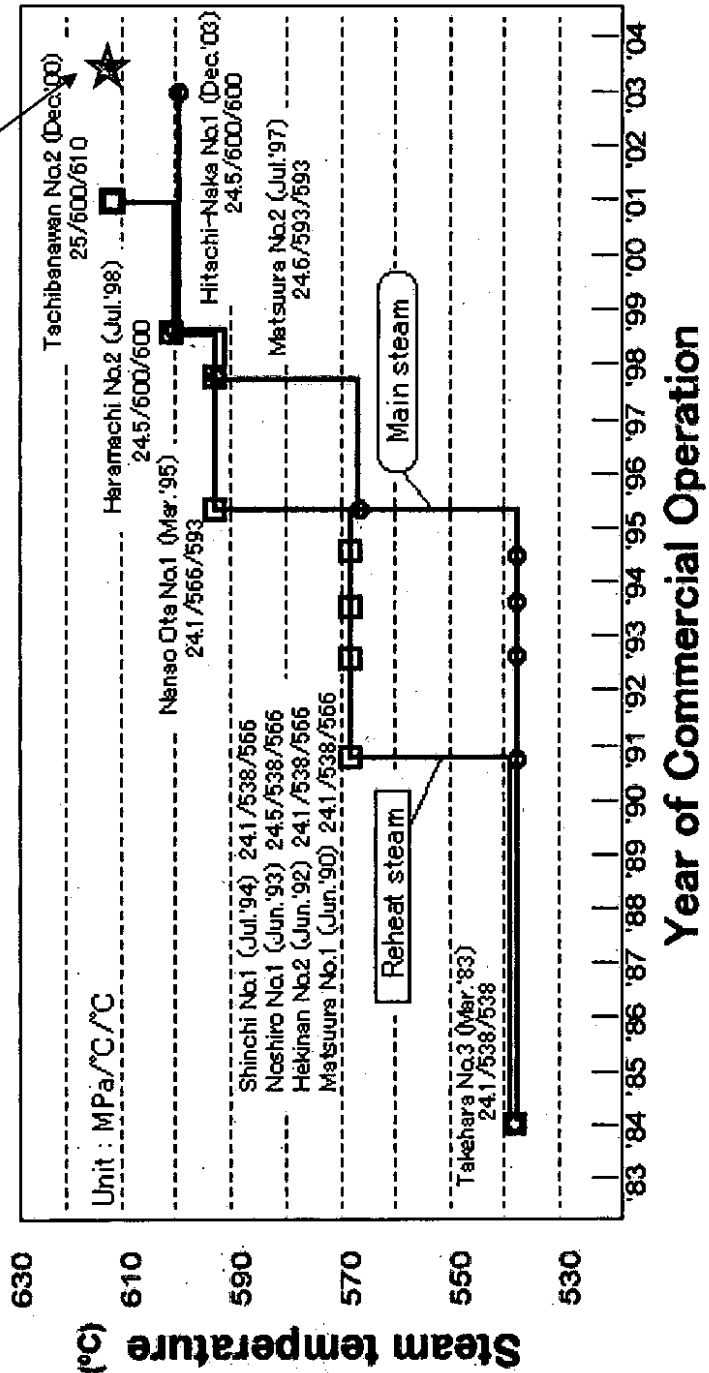 Steam temperature
(°C)
630
610
590
570
550
530
Unit : MPa/°C/°C
Tachibanawan No.2 (Dec.'00)
25/600/610
Haramachi No.2 (Jul.'98)
24.5/600/600
Nanao Ota No.1 (Mar.'95)
24.1/566/593
Hitachi-Naka No.1 (Dec.'03)
24.5/600/600
Matsuura No.2 (Jul.'97)
24.6/593/593
Shinchi No.1 (Jul.'94) 24.1/538/566
Noshiro No.1 (Jun.'93) 24.5/538/566
Hekinan No.2 (Jun.'92) 24.1/538/566
Matsuura No.1 (Jun.'90) 24.1/538/566
Main steam
Reheat steam
Takehara No.3 (Mar.'83)
24.1/538/538
'83 '84 '85 '86 '87 '88 '89 '90 '91 '92 '93 '94 '95 '96 '97 '98 '99 '00 '01 '02 '03 '04
Year of Commercial Operation